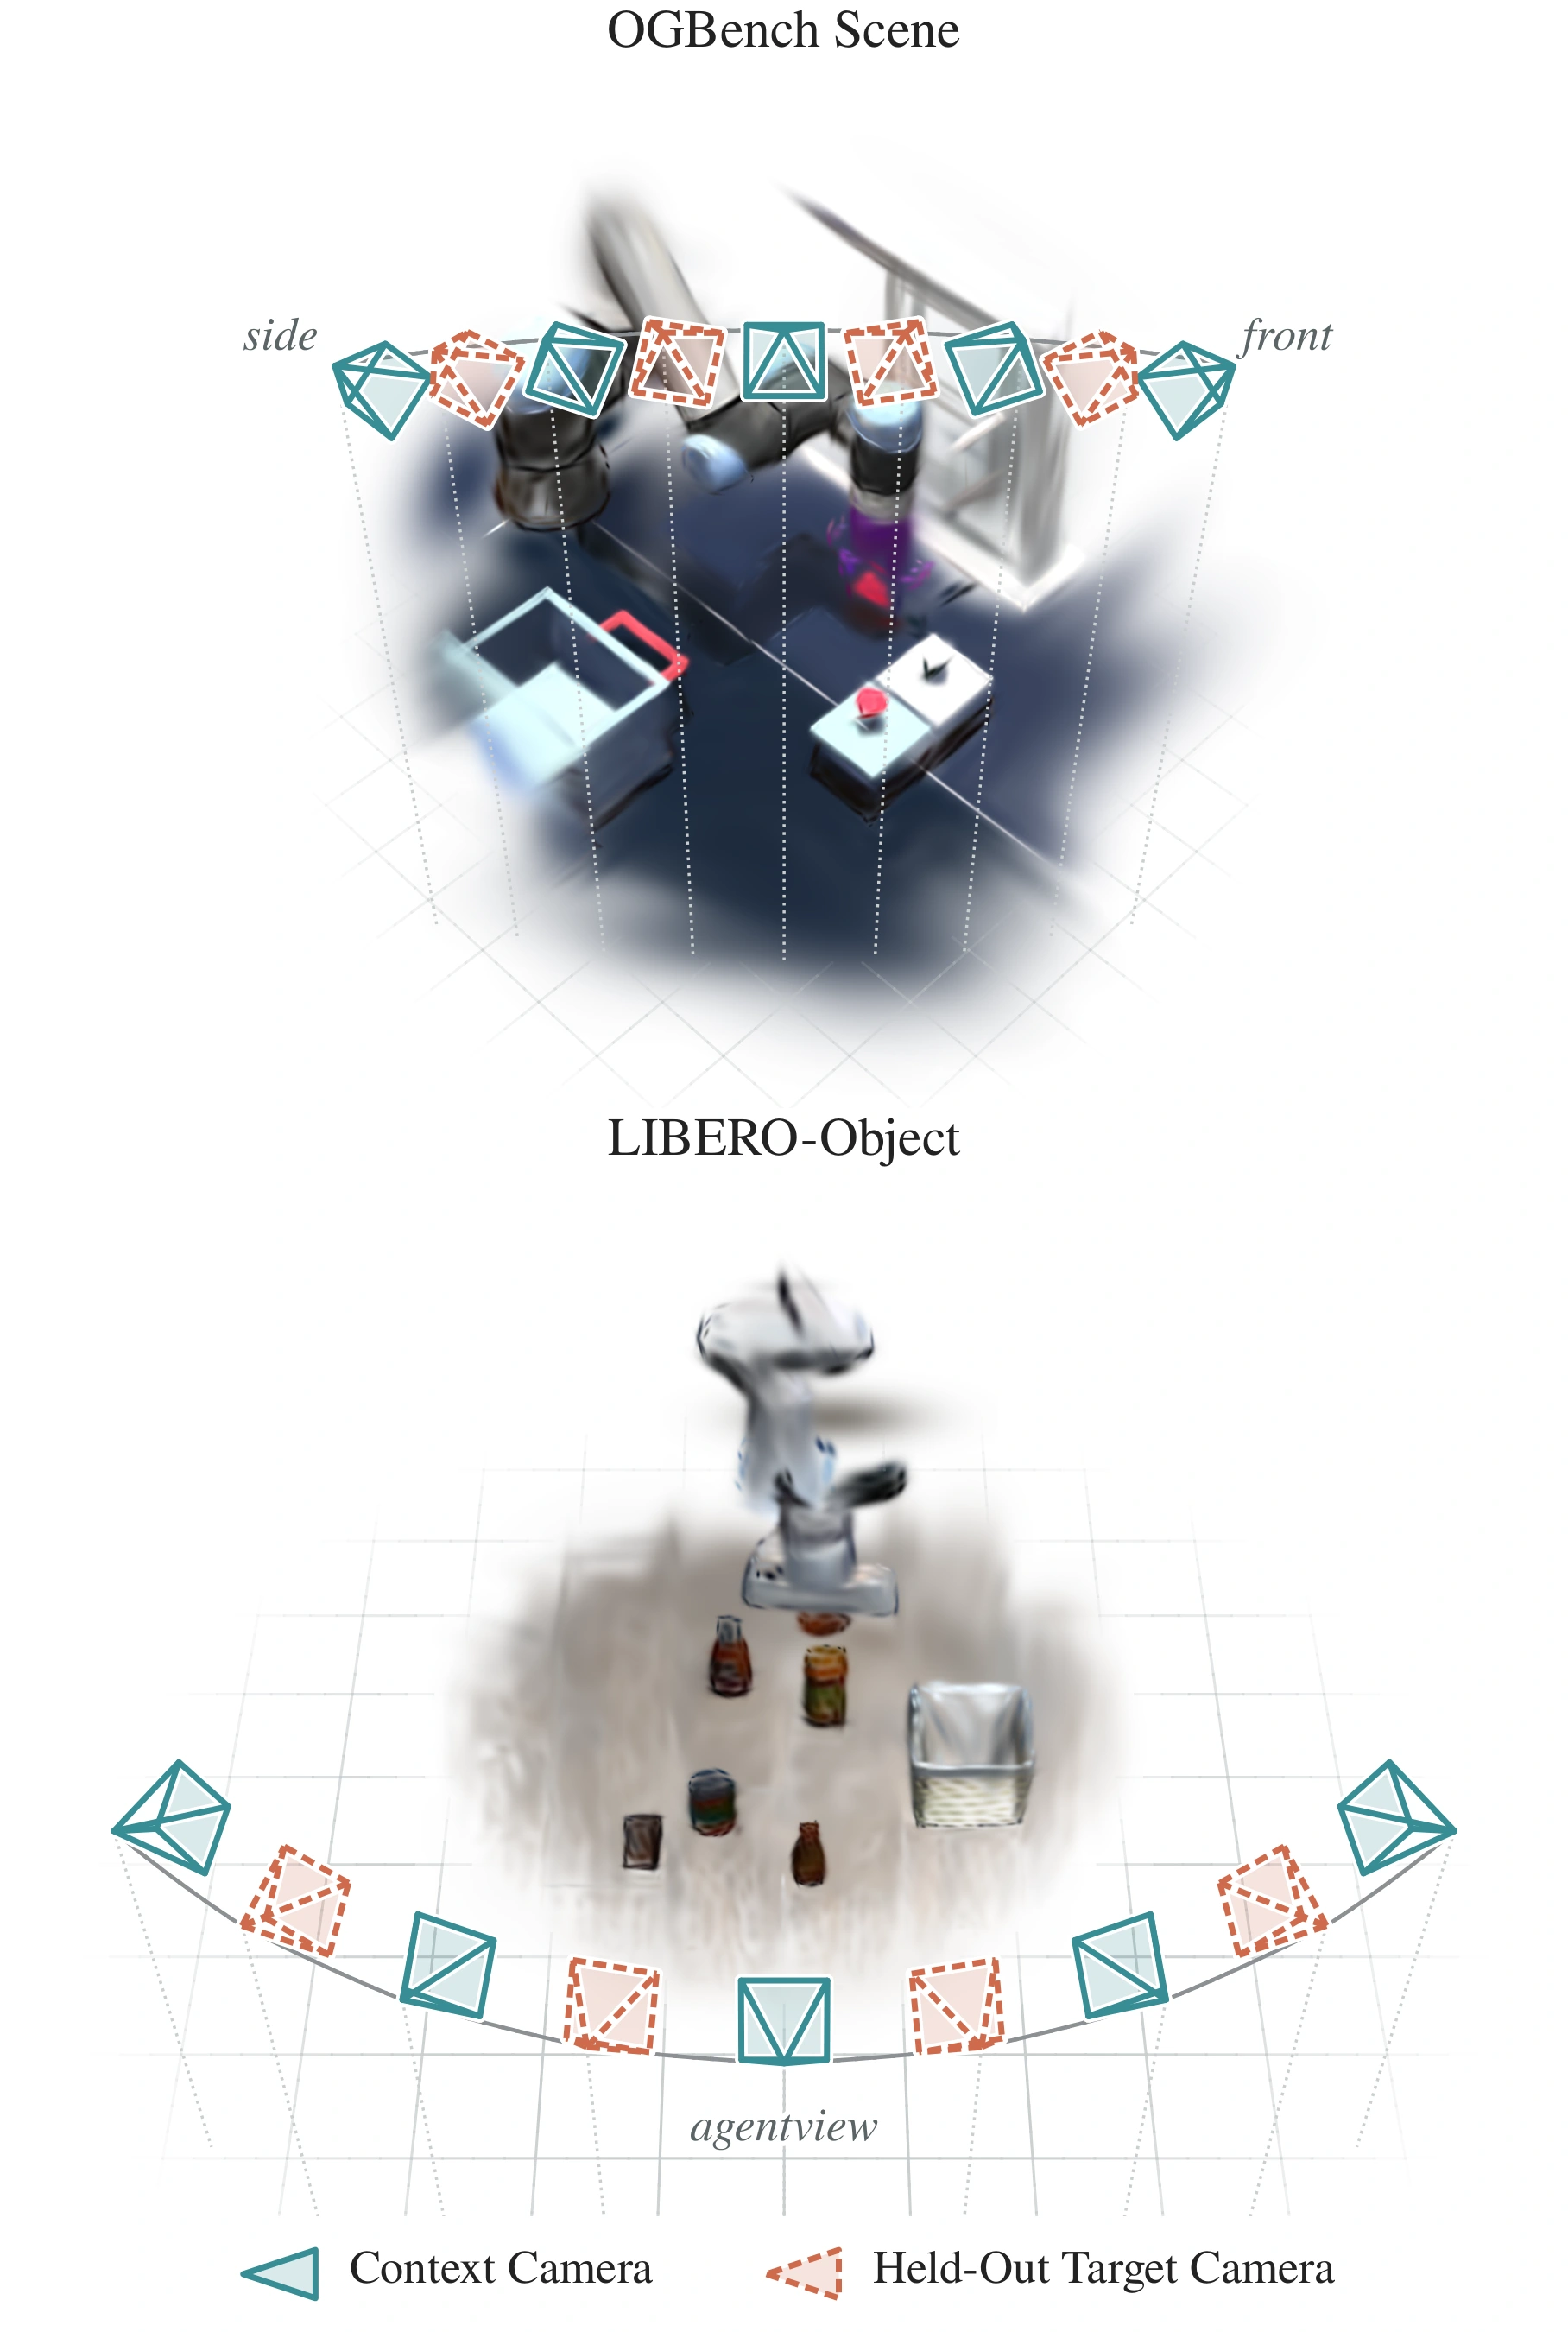 OGBench Scene
side
front
LIBERO-Object
agentview
Context Camera
Held-Out Target Camera